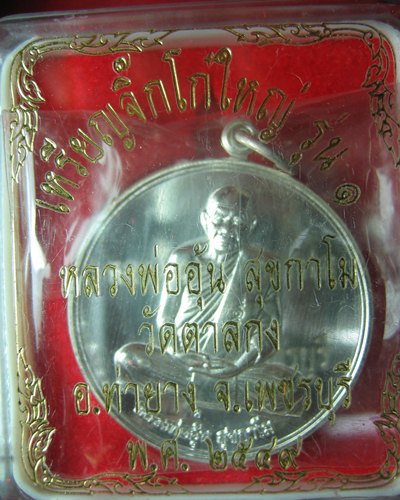 เหรียญจิ๊กโก๋ใหญ่ รุ่น ๑
หลวงพ่ออุ้น สุขกาโม
วัดตาลกง
อ.ท่ายาง จ.เพชรบุรี
พ.ศ. ๒๕๔๙